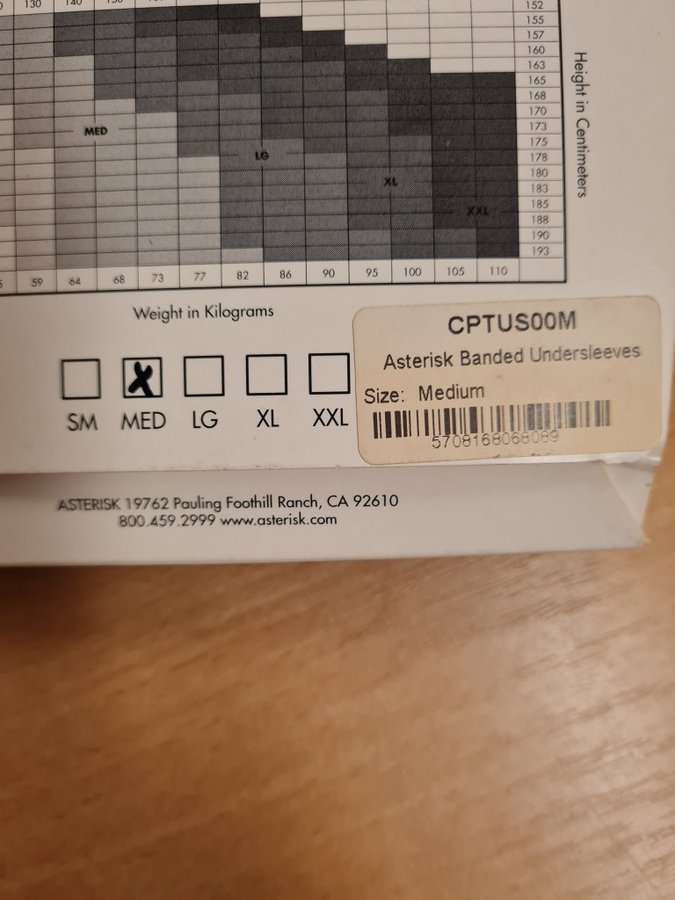 130 140
152
155
157
160
163
165
168
170
173
175
178
180
183
185
188
190
193
Height in Centimeters
MED
LG
XL
XXL
59 64 68 73 77 82 86 90 95 100 105 110
Weight in Kilograms
SM MED LG XL XXL
CPTUS00M
Asterisk Banded Undersleeves
Size: Medium
5708168068089
ASTERISK 19762 Pauling Foothill Ranch, CA 92610
800.459.2999 www.asterisk.com